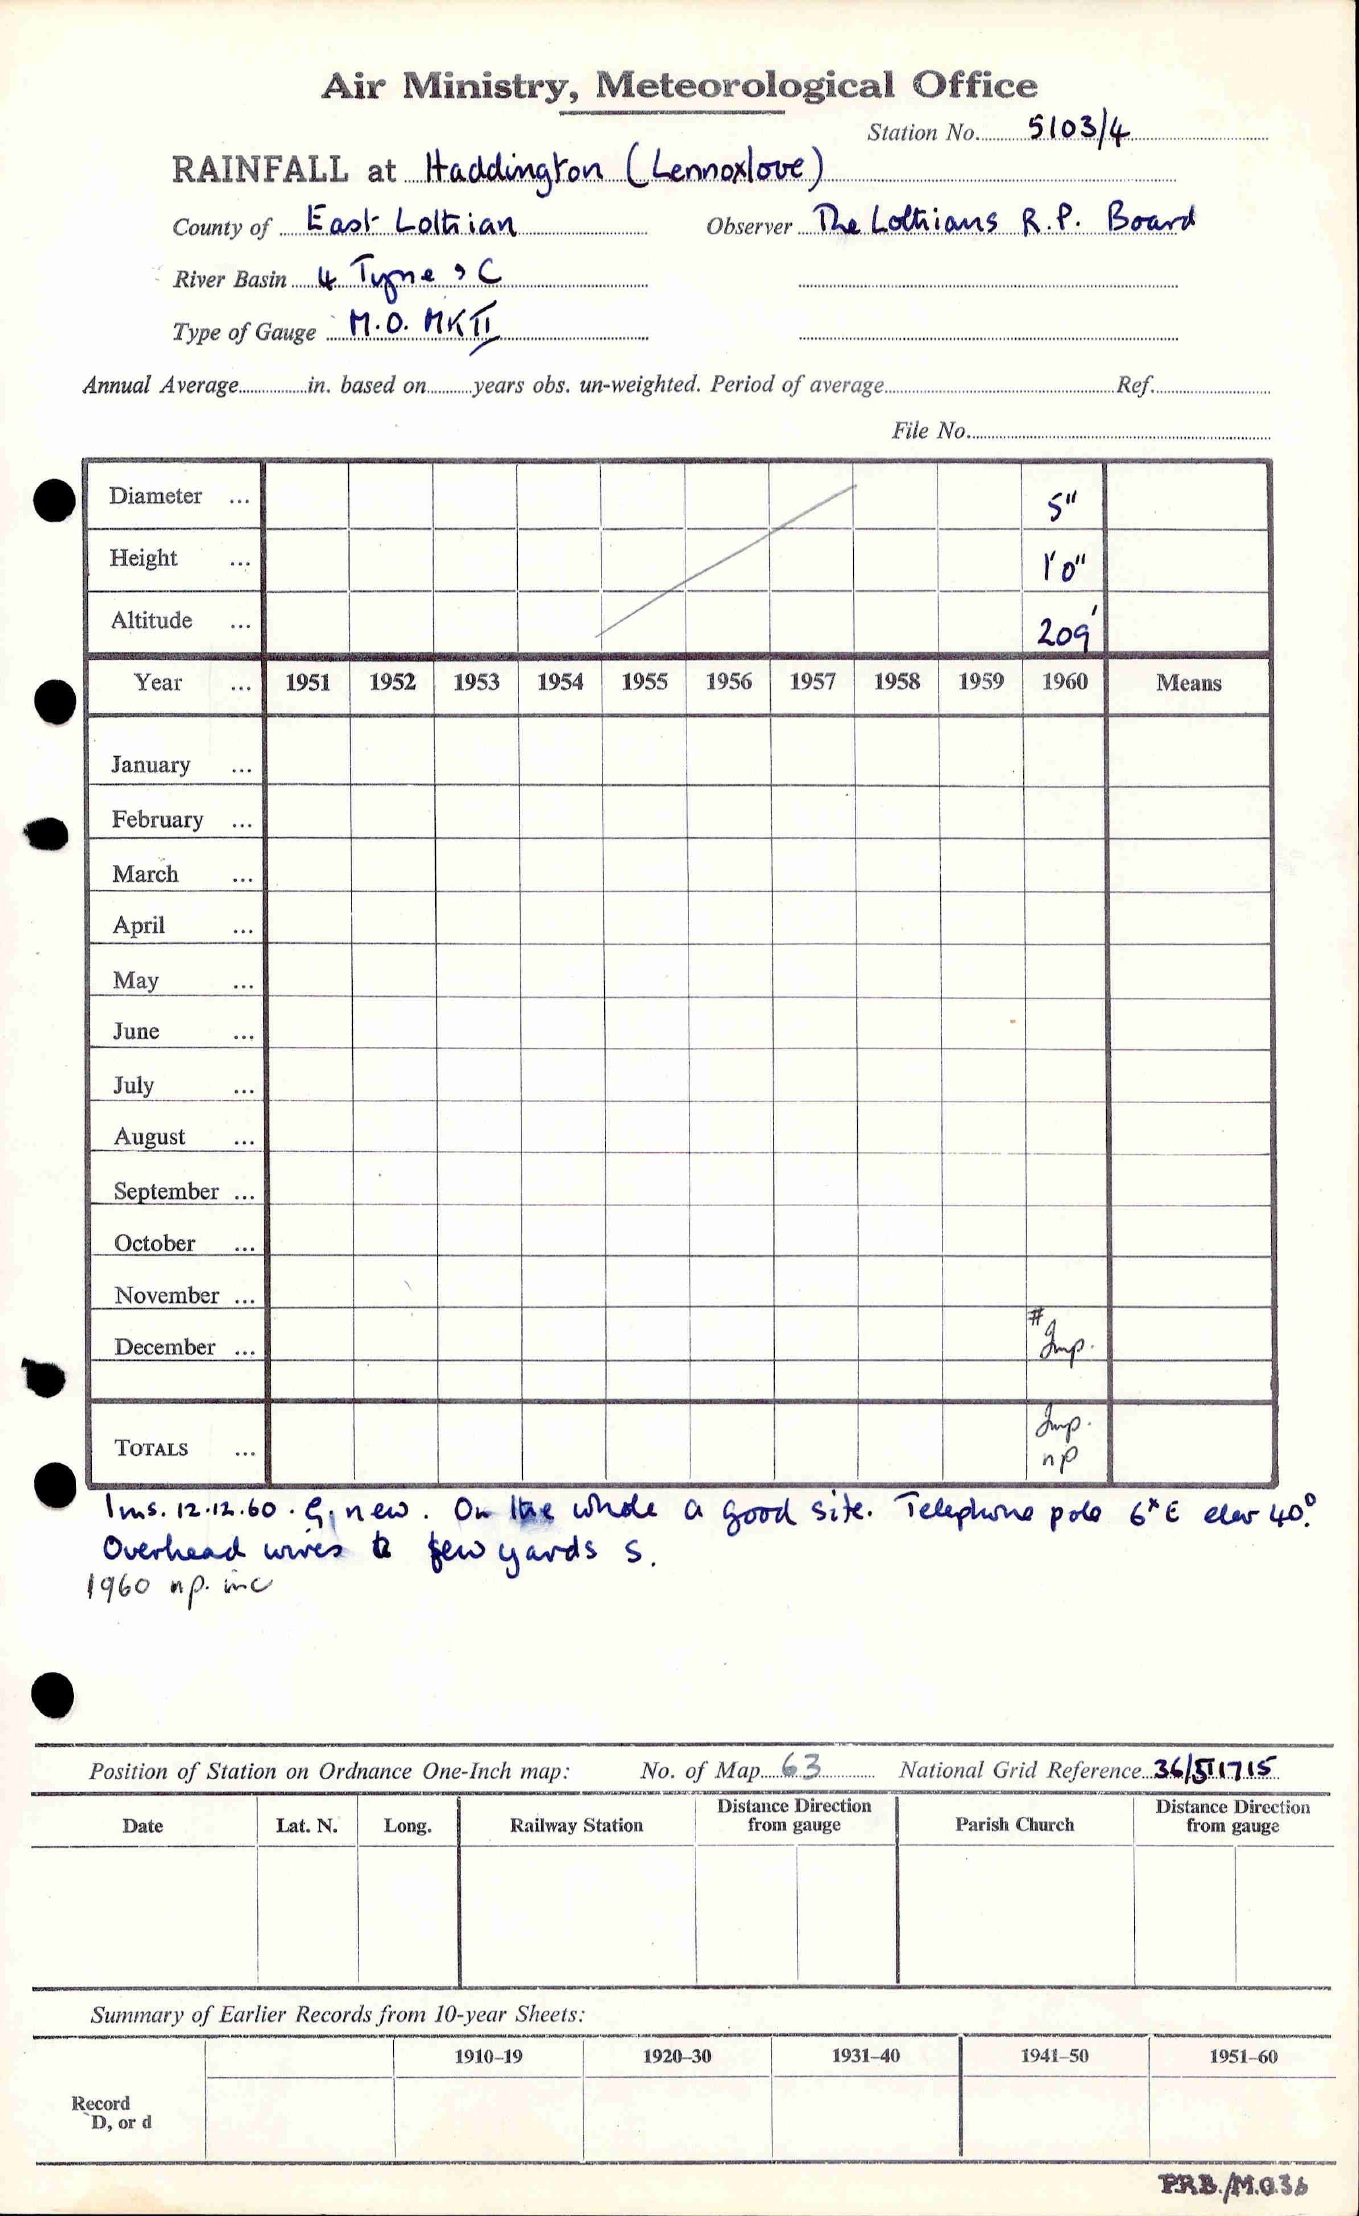 Air Ministry, Meteorological Office
Station No. 5103/4
RAINFALL at Haddington (Lennoxlove)
County of East Lothian Observer The Lothians R.P. Board
River Basin 4 Tyne , C
Type of Gauge M.O. MK II
Annual Average in. based on years obs. un-weighted. Period of average Ref.
File No.
Diameter ... 5"
Height ... 1'0"
Altitude ... 209'
Year ... 1951 1952 1953 1954 1955 1956 1957 1958 1959 1960 Means
January ...
February ...
March ...
April ...
May ...
June ...
July ...
August ...
September ...
October ...
November ...
December ... # Imp.
TOTALS ... Imp. np
Ins. 12.12.60. G, new. On the whole a good site. Telephone pole 6x E elev 40°.
Overhead wires a few yards S.
1960 np. inc
Position of Station on Ordnance One-Inch map: No. of Map 63 National Grid Reference 36/511715
Date Lat. N. Long. Railway Station Distance Direction from gauge Parish Church Distance Direction from gauge
Summary of Earlier Records from 10-year Sheets:
1910–19 1920–30 1931–40 1941–50 1951–60
Record
D, or d